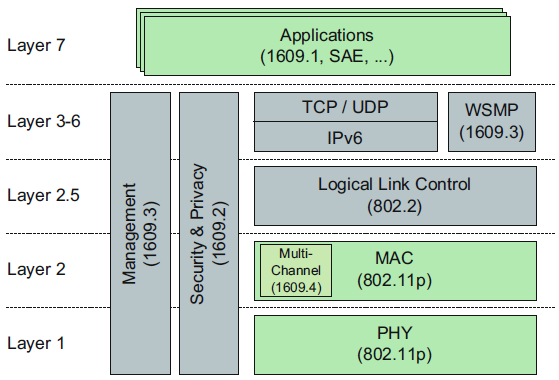 Layer 7
Applications
(1609.1, SAE, ...)
Layer 3-6
TCP / UDP
IPv6
WSMP
(1609.3)
Management
(1609.3)
Security & Privacy
(1609.2)
Layer 2.5
Logical Link Control
(802.2)
Layer 2
Multi-
Channel
(1609.4)
MAC
(802.11p)
Layer 1
PHY
(802.11p)